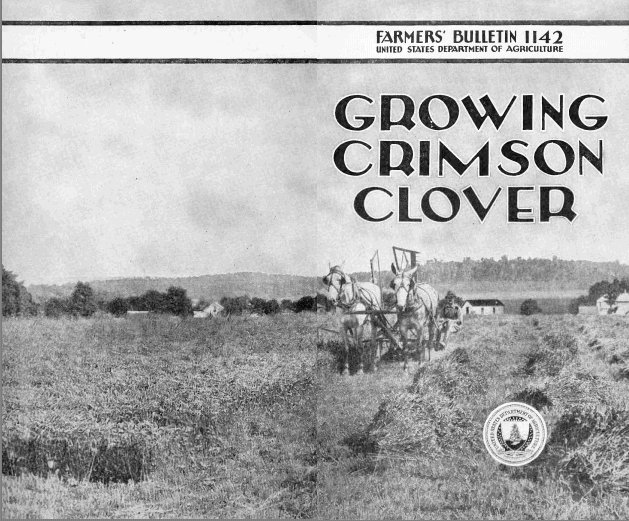 FARMERS' BULLETIN 1142
UNITED STATES DEPARTMENT OF AGRICULTURE
GROWING
CRIMSON
CLOVER